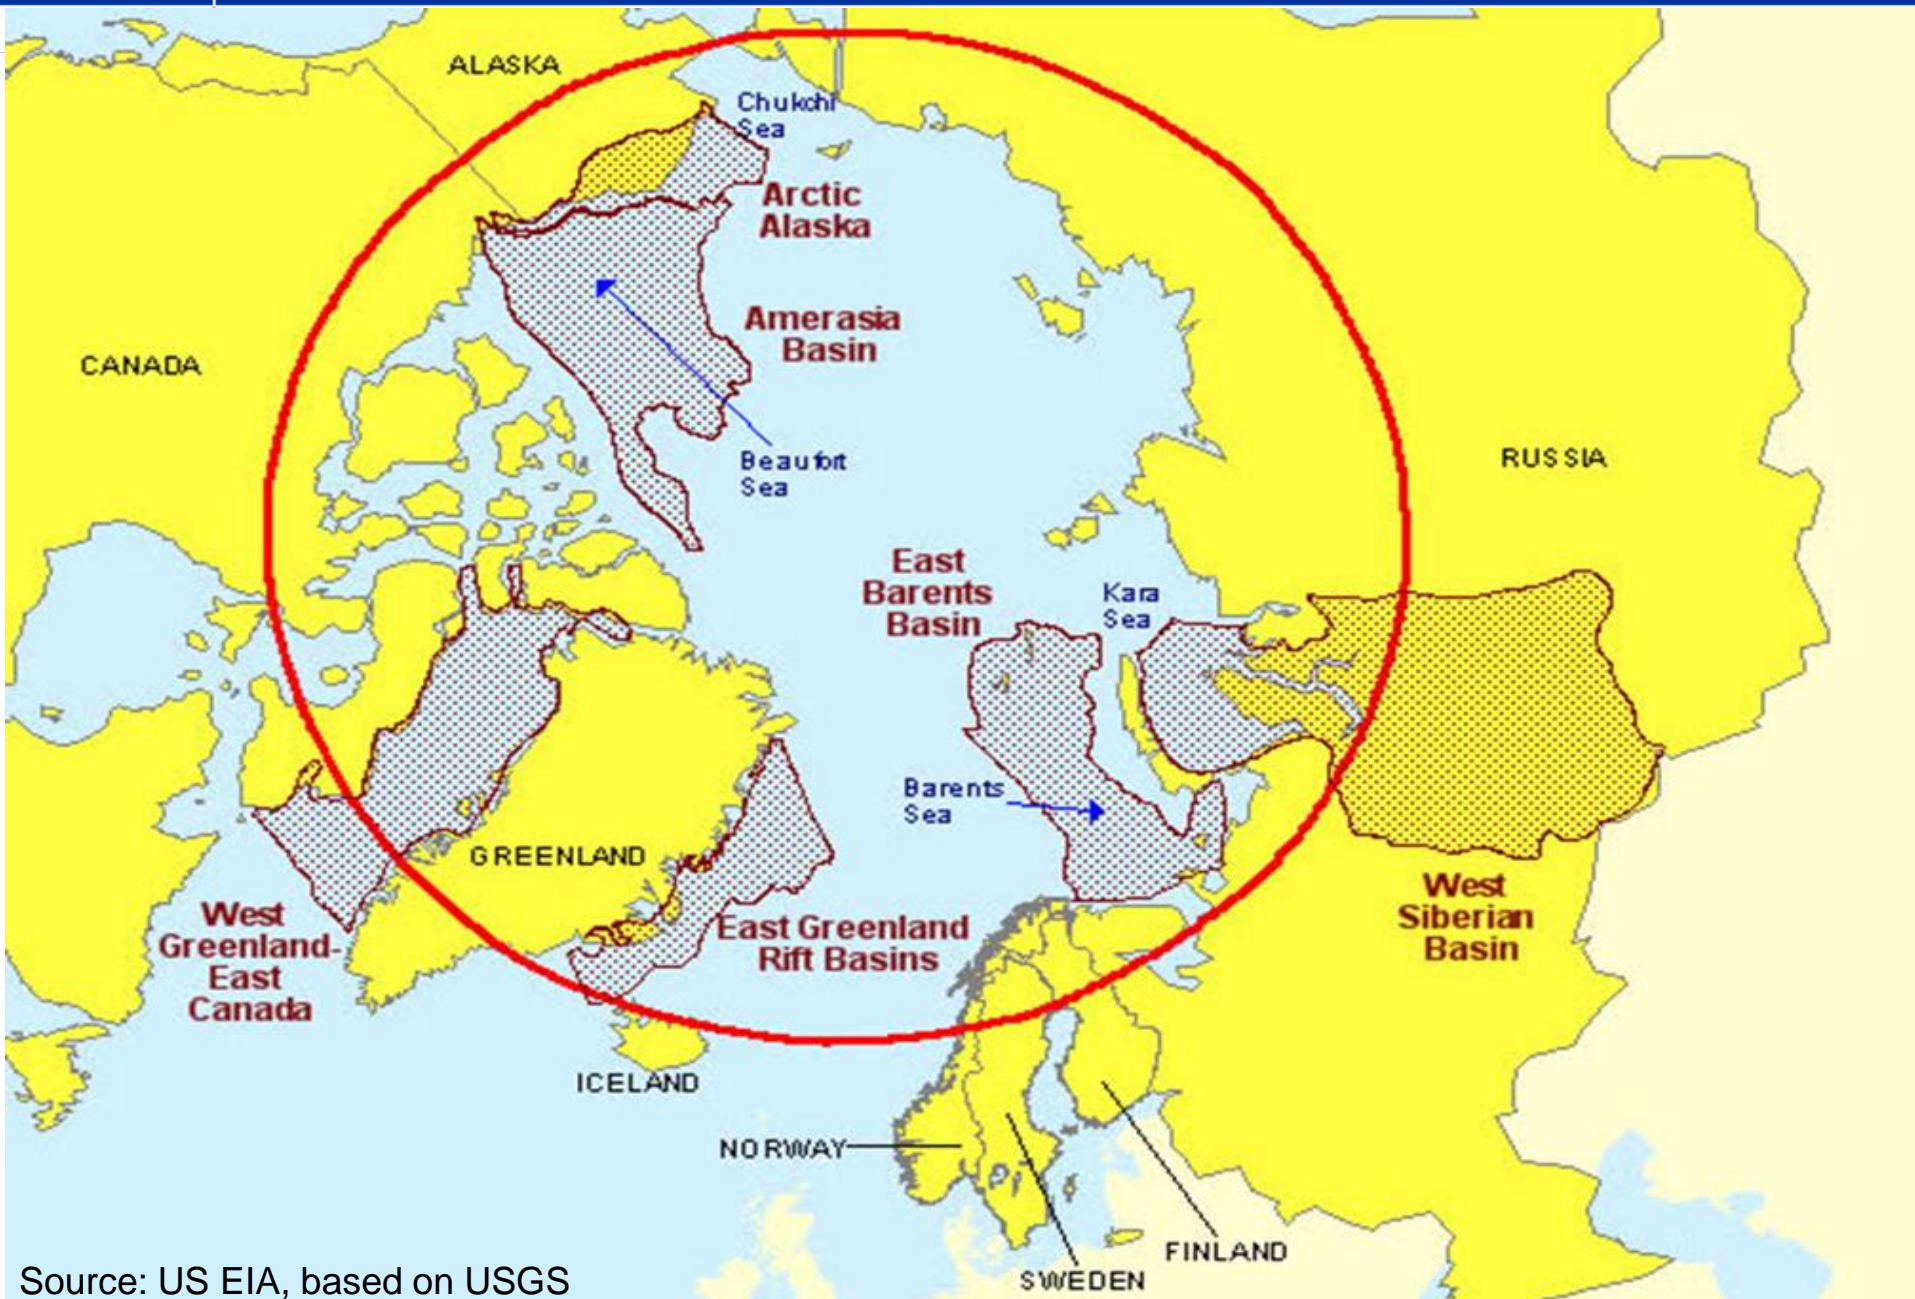 ALASKA
Chukchi
Sea
Arctic
Alaska
Amerasia
Basin
CANADA
Beaufort
Sea
RUSSIA
East
Barents
Basin
Kara
Sea
Barents
Sea
GREENLAND
West
Siberian
Basin
West
Greenland-
East
Canada
East Greenland
Rift Basins
ICELAND
NORWAY
FINLAND
SWEDEN
Source: US EIA, based on USGS